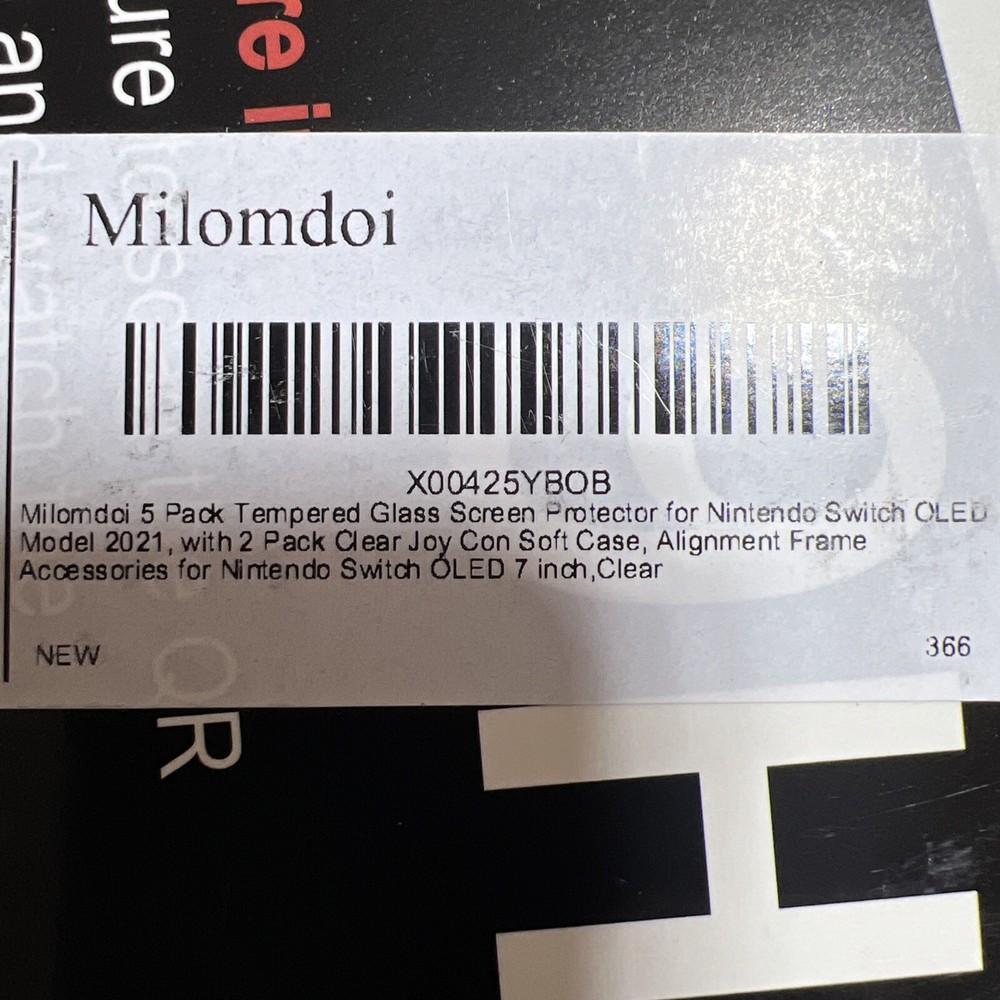 Milomdoi
X00425YBOB
Milomdoi 5 Pack Tempered Glass Screen Protector for Nintendo Switch OLED
Model 2021, with 2 Pack Clear Joy Con Soft Case, Alignment Frame
Accessories for Nintendo Switch OLED 7 inch,Clear
NEW
366
QR
H